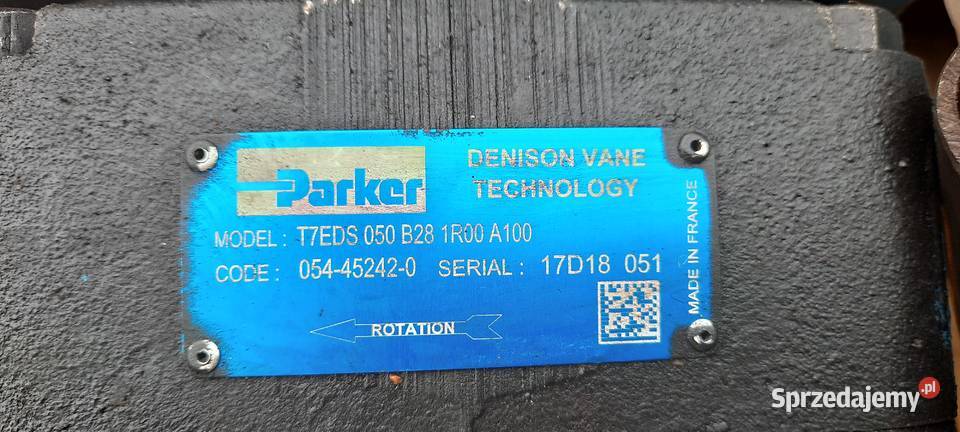 Parker
DENISON VANE
TECHNOLOGY
MODEL : T7EDS 050 B28 1R00 A100
CODE : 054-45242-0 SERIAL : 17D18 051
MADE IN FRANCE
ROTATION
Sprzedajemy.pl